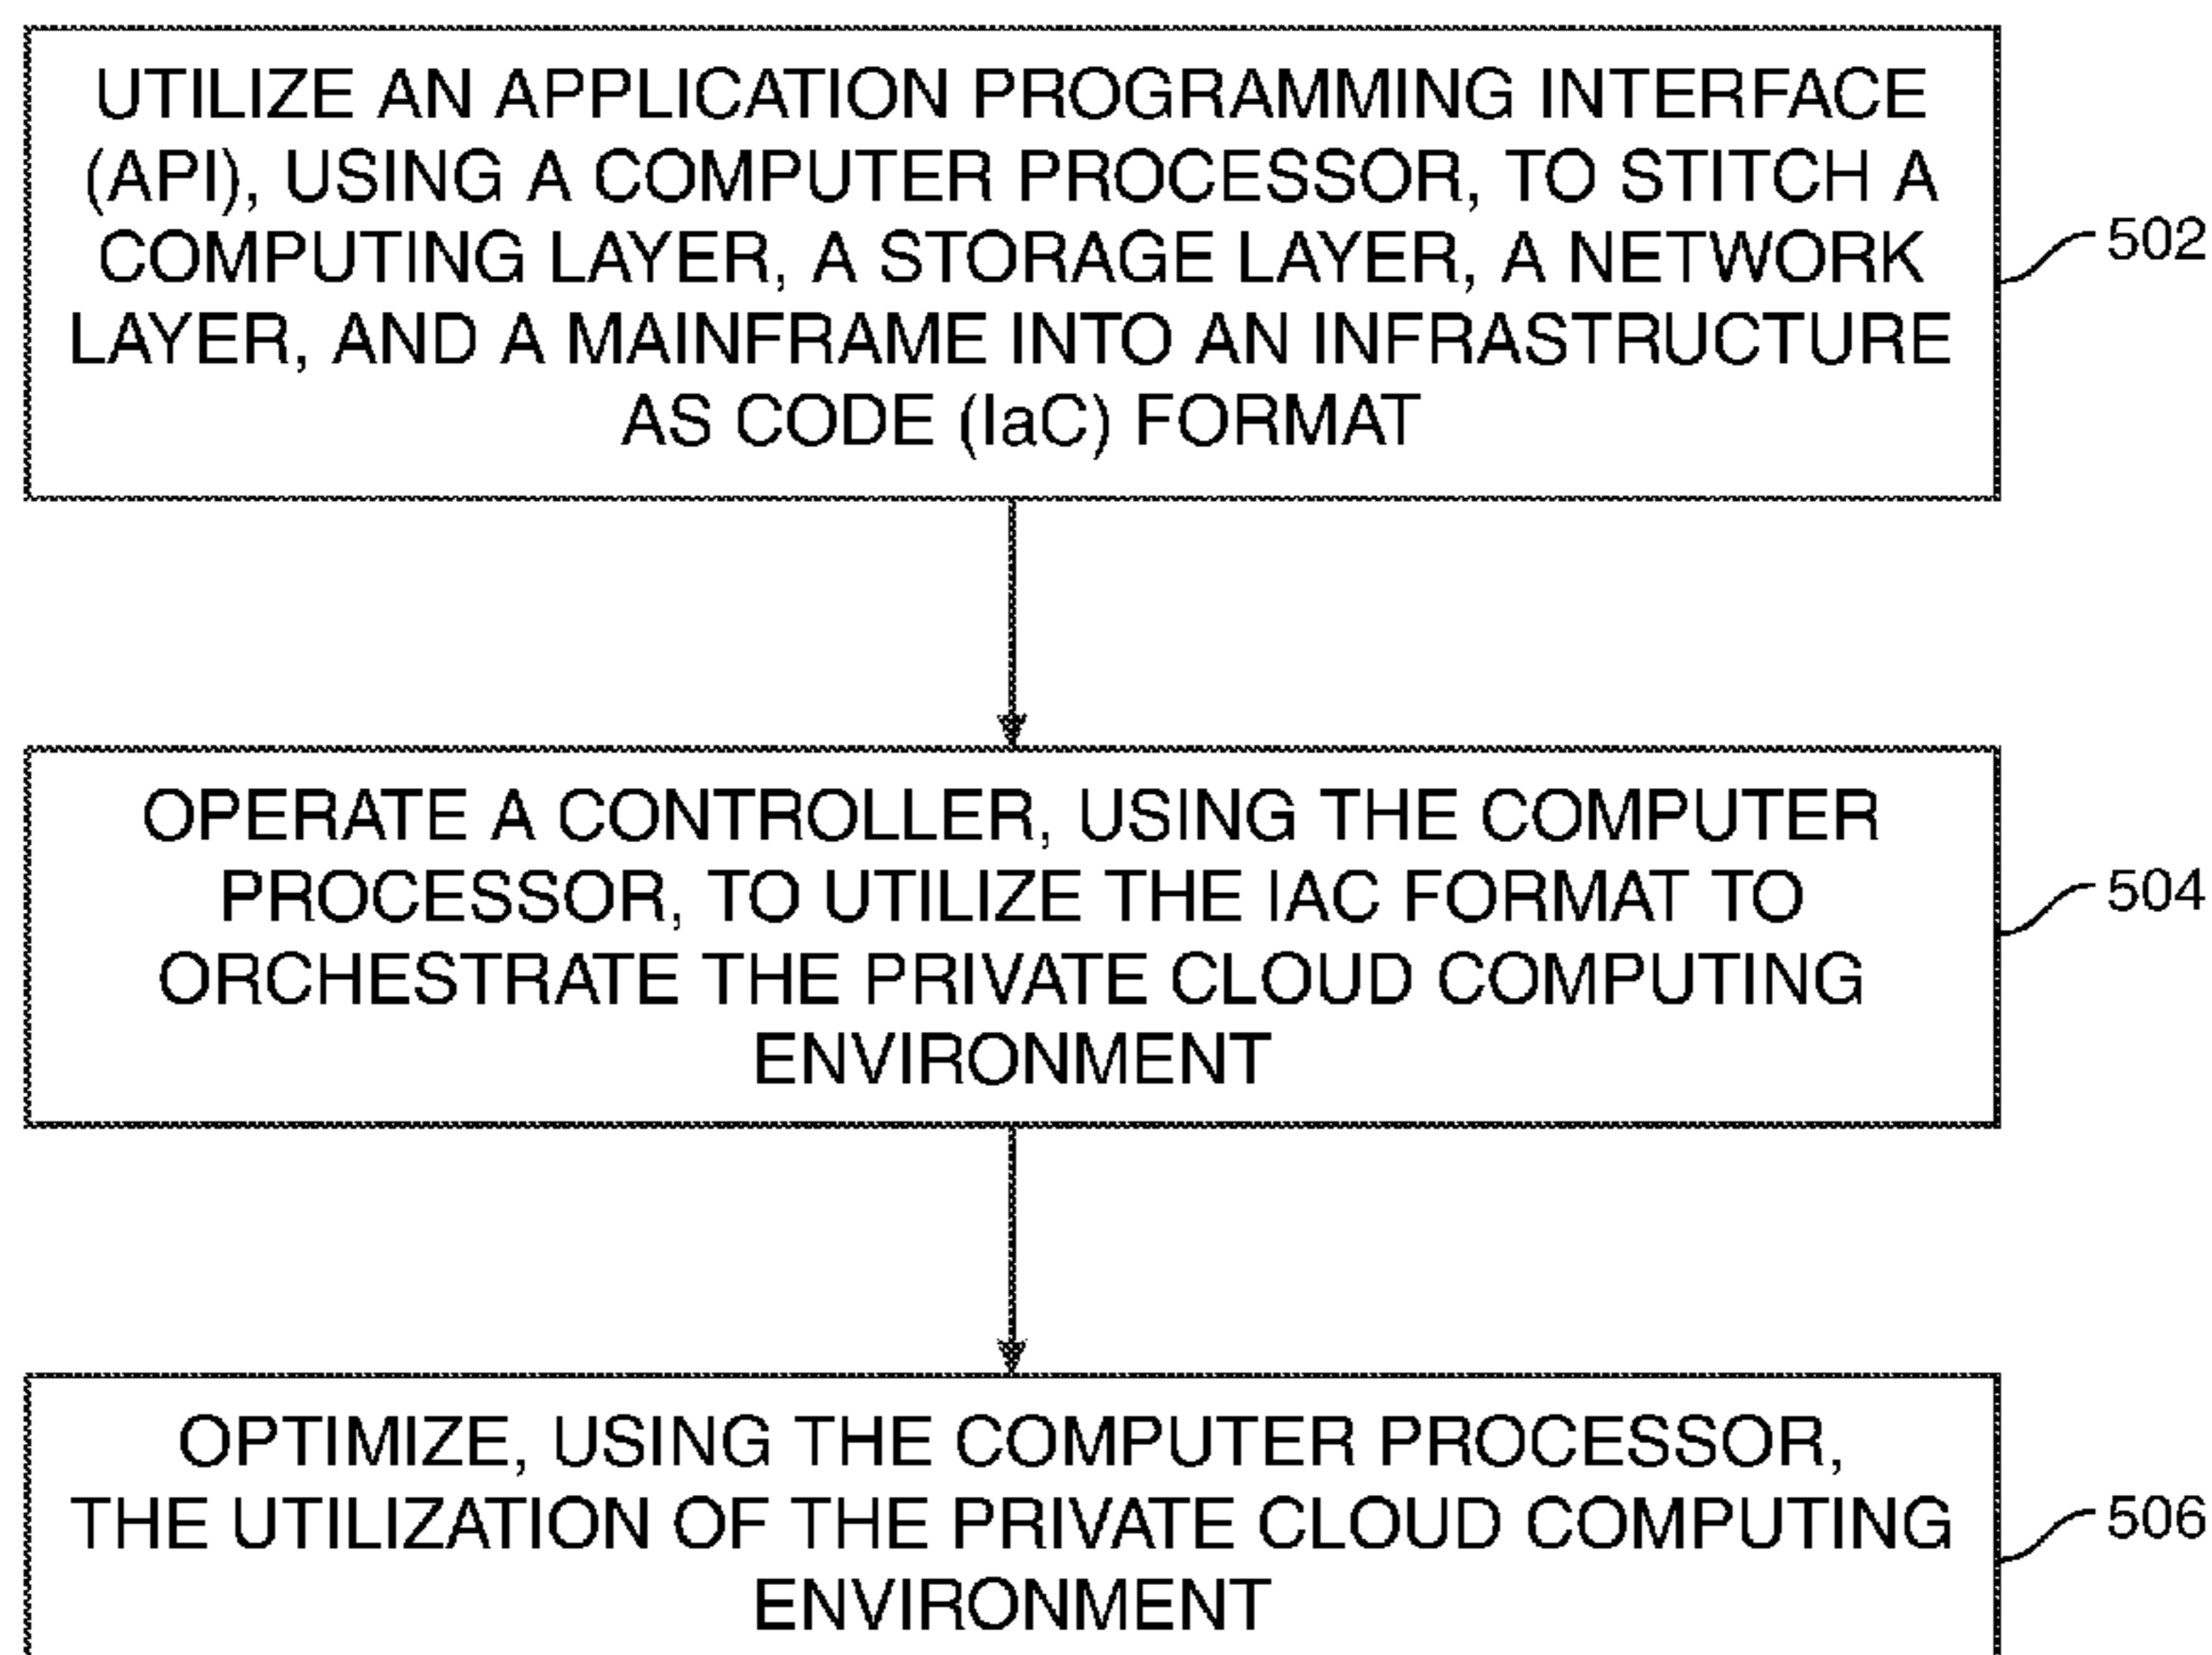 UTILIZE AN APPLICATION PROGRAMMING INTERFACE
(API), USING A COMPUTER PROCESSOR, TO STITCH A
COMPUTING LAYER, A STORAGE LAYER, A NETWORK
LAYER, AND A MAINFRAME INTO AN INFRASTRUCTURE
AS CODE (IaC) FORMAT
502
OPERATE A CONTROLLER, USING THE COMPUTER
PROCESSOR, TO UTILIZE THE IAC FORMAT TO
ORCHESTRATE THE PRIVATE CLOUD COMPUTING
ENVIRONMENT
504
OPTIMIZE, USING THE COMPUTER PROCESSOR,
THE UTILIZATION OF THE PRIVATE CLOUD COMPUTING
ENVIRONMENT
506